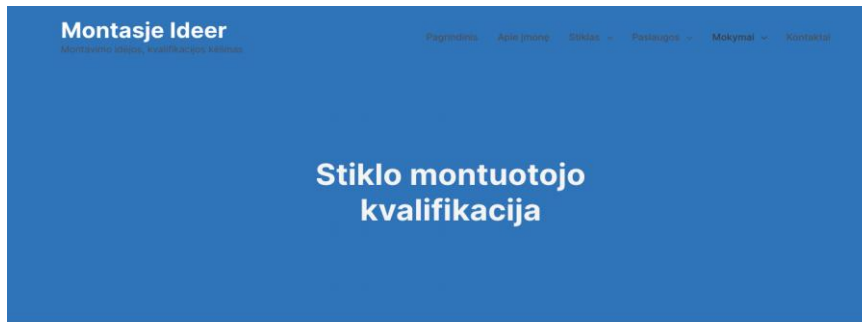 Montasje Ideer
Montavimo idėjos, kvalifikacijos kėlimas
Pagrindinis Apie įmonę Stiklas Paslaugos Mokymai Kontaktai
Stiklo montuotojo
kvalifikacija